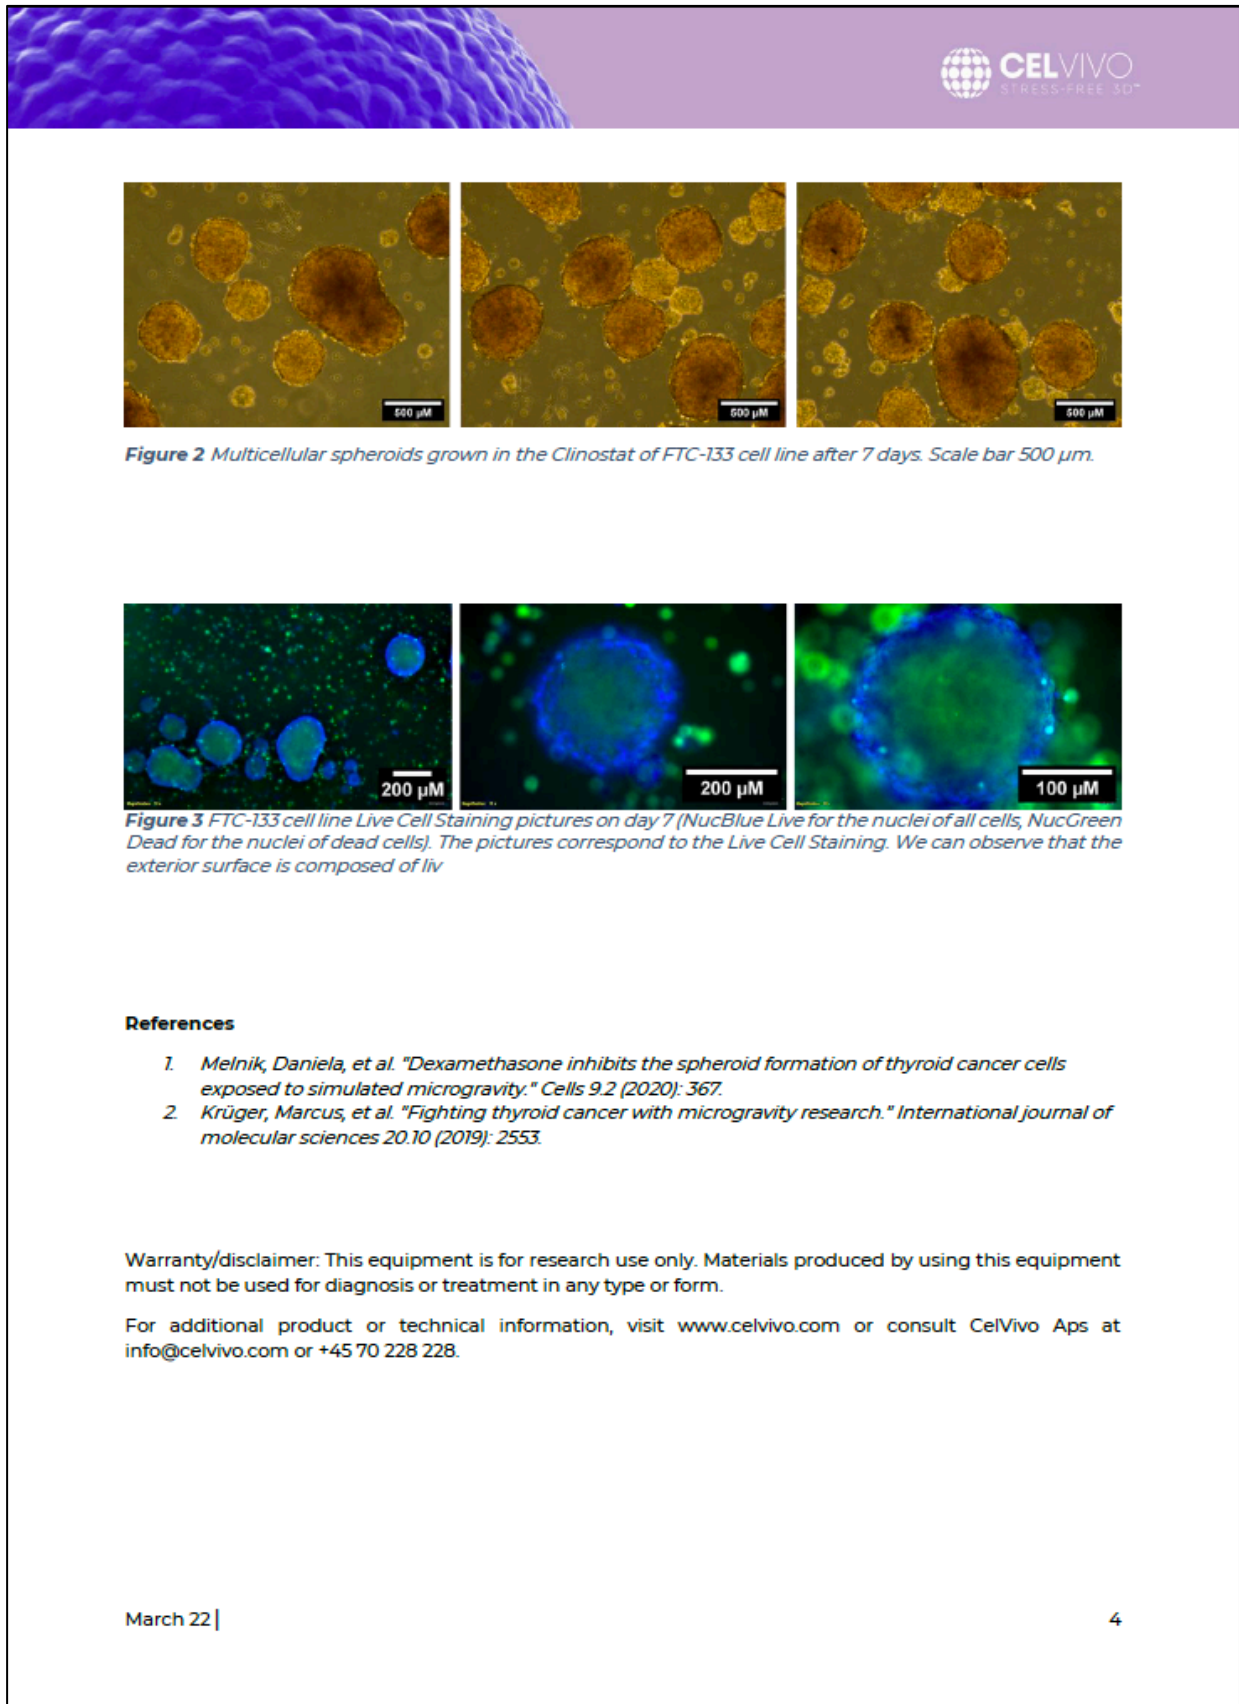 CELVIVO
STRESS-FREE 3D™
500 µM
500 µM
500 µM
Figure 2 Multicellular spheroids grown in the Clinostat of FTC-133 cell line after 7 days. Scale bar 500 µm.
200 µM
200 µM
100 µM
Figure 3 FTC-133 cell line Live Cell Staining pictures on day 7 (NucBlue Live for the nuclei of all cells, NucGreen
Dead for the nuclei of dead cells). The pictures correspond to the Live Cell Staining. We can observe that the
exterior surface is composed of liv
References
1. Melnik, Daniela, et al. "Dexamethasone inhibits the spheroid formation of thyroid cancer cells
exposed to simulated microgravity." Cells 9.2 (2020): 367.
2. Krüger, Marcus, et al. "Fighting thyroid cancer with microgravity research." International journal of
molecular sciences 20.10 (2019): 2553.
Warranty/disclaimer: This equipment is for research use only. Materials produced by using this equipment
must not be used for diagnosis or treatment in any type or form.
For additional product or technical information, visit www.celvivo.com or consult CelVivo Aps at
info@celvivo.com or +45 70 228 228.
March 22 |
4